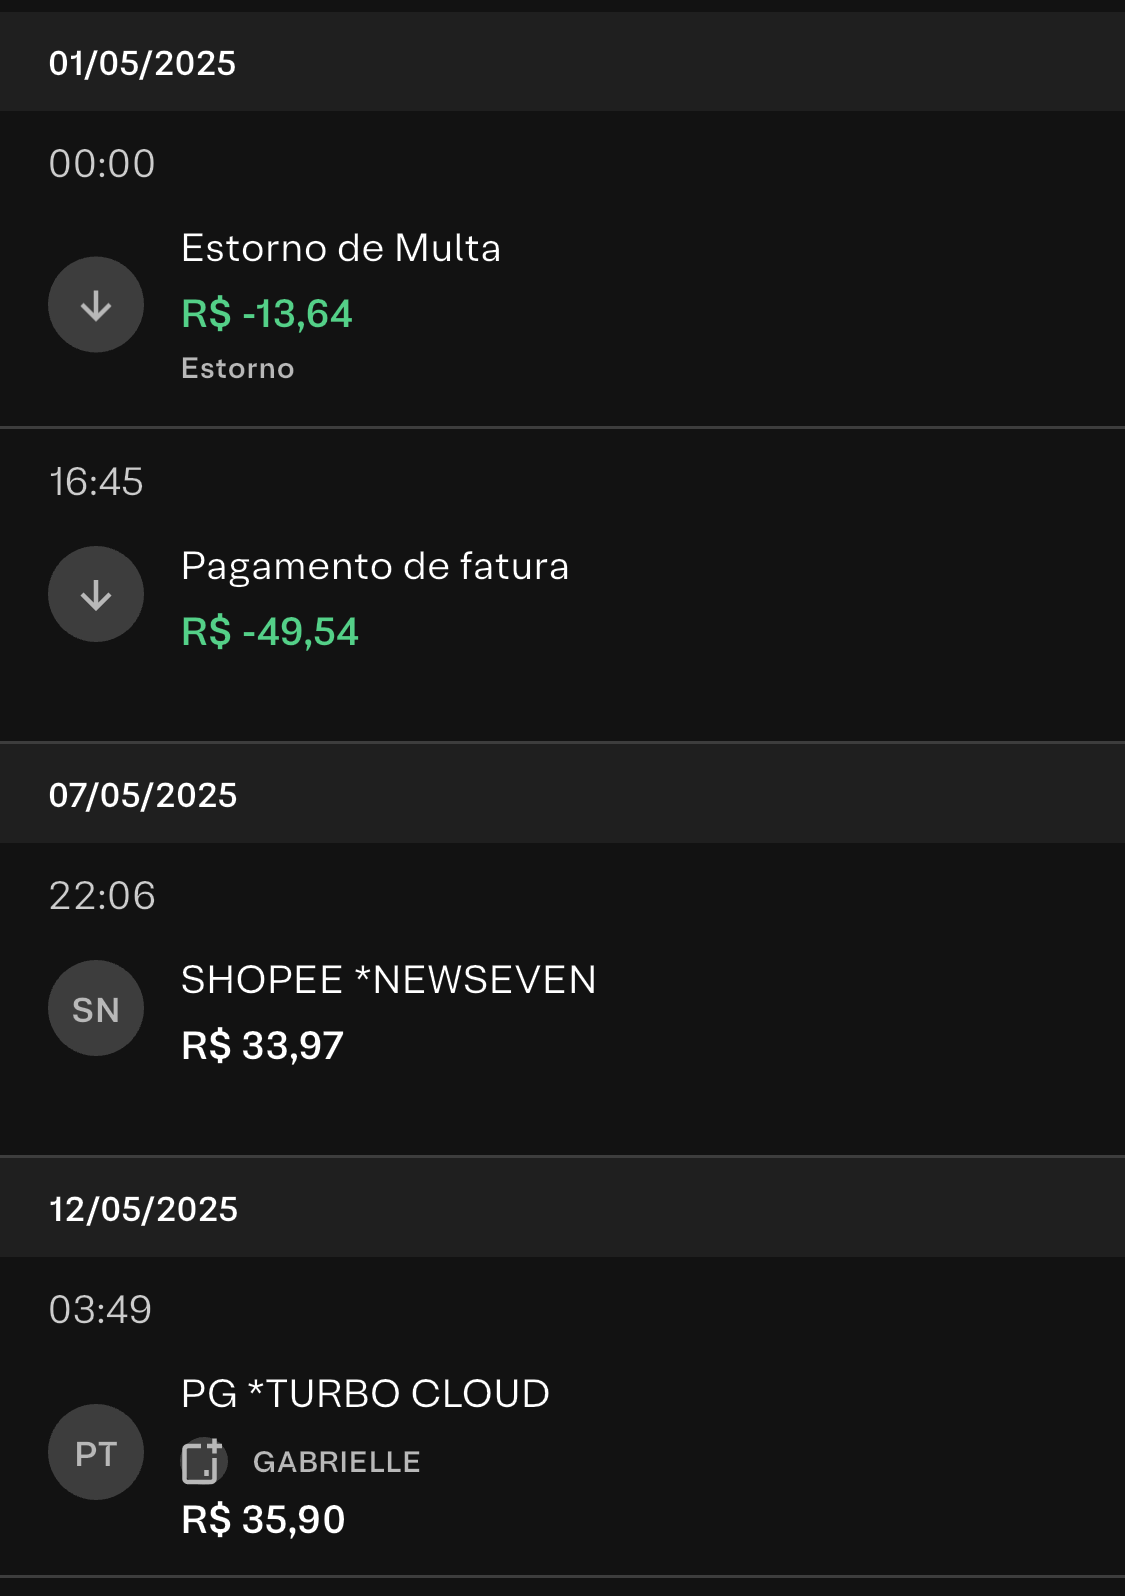 01/05/2025
00:00
Estorno de Multa
R$ -13,64
Estorno
16:45
Pagamento de fatura
R$ -49,54
07/05/2025
22:06
SN
SHOPEE *NEWSEVEN
R$ 33,97
12/05/2025
03:49
PT
PG *TURBO CLOUD
GABRIELLE
R$ 35,90